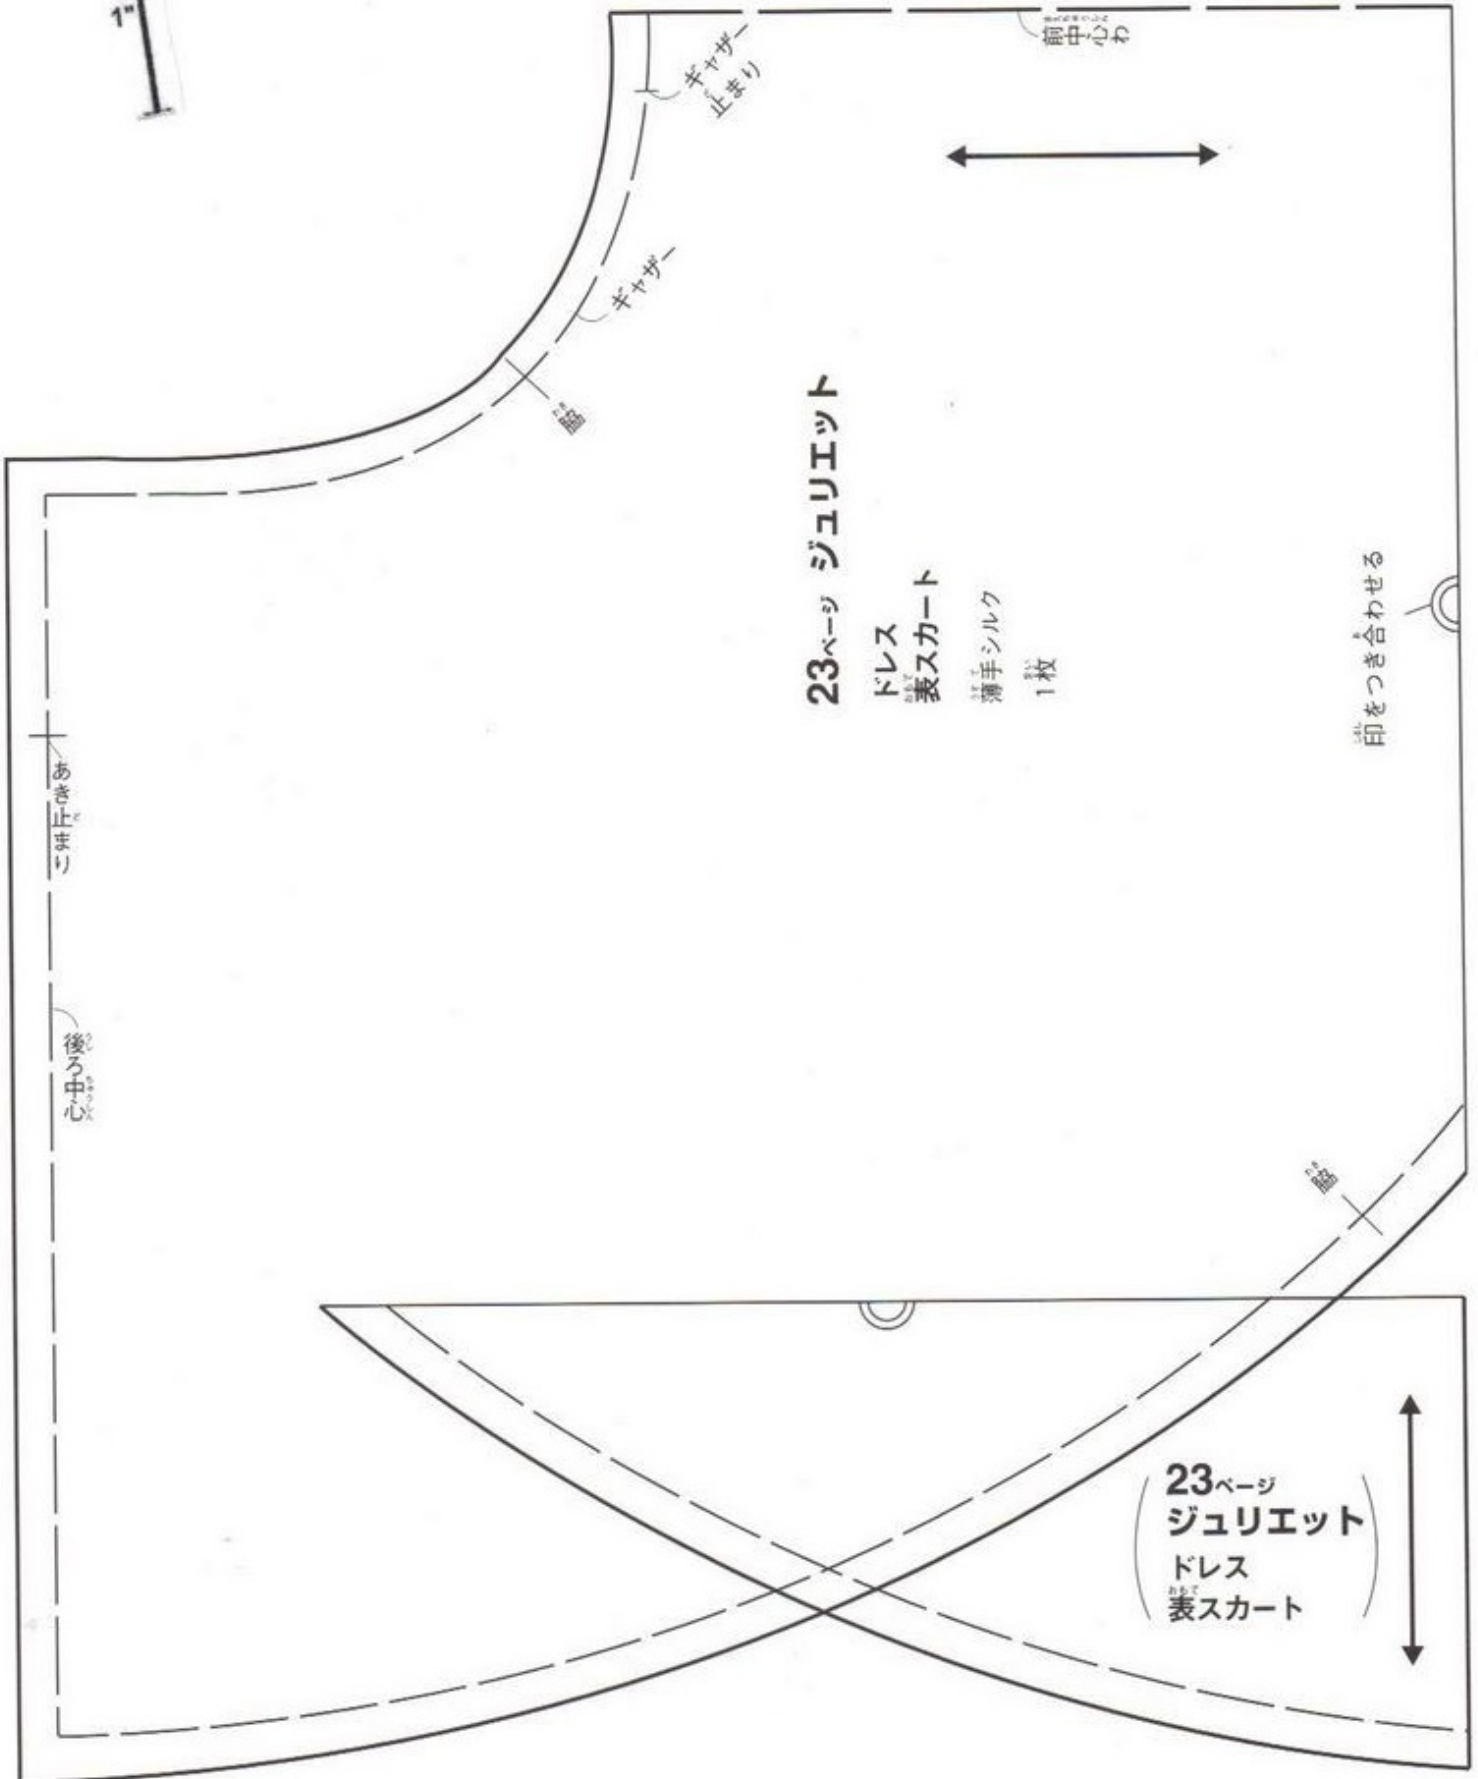 1"
前中心わ
ギャザー
止まり
ギャザー
脇
23ページ ジュリエット
ドレス
表スカート
薄手シルク
1枚
印をつき合わせる
あき止まり
後ろ中心
脇
23ページ
ジュリエット
ドレス
表スカート